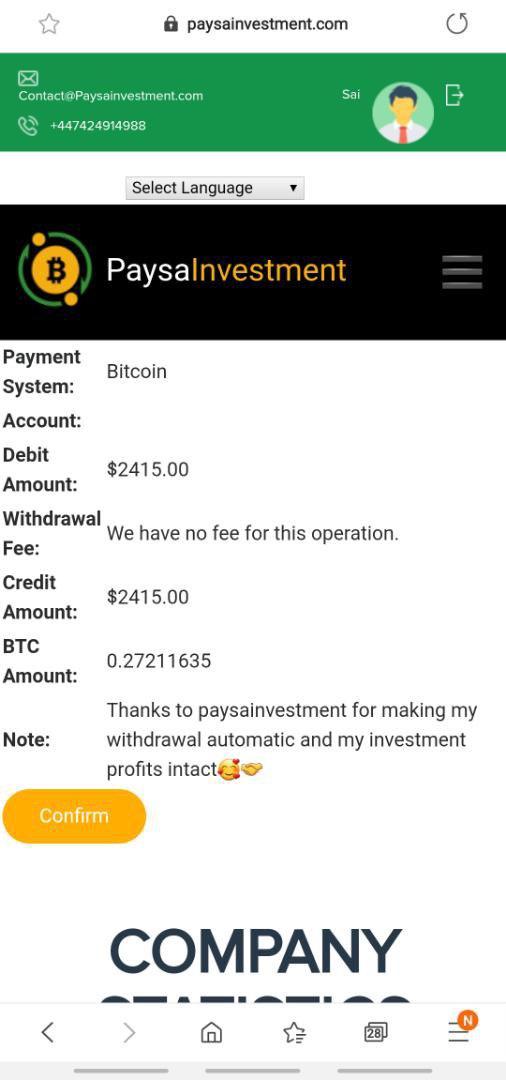 paysainvestment.com
Contact@Paysainvestment.com
Sai
+447424914988
Select Language
PaysaInvestment
Payment System: Bitcoin
Account:
Debit Amount: $2415.00
Withdrawal Fee: We have no fee for this operation.
Credit Amount: $2415.00
BTC Amount: 0.27211635
Note: Thanks to paysainvestment for making my
withdrawal automatic and my investment
profits intact🥰🤝
Confirm
COMPANY
STATISTICS
28
N